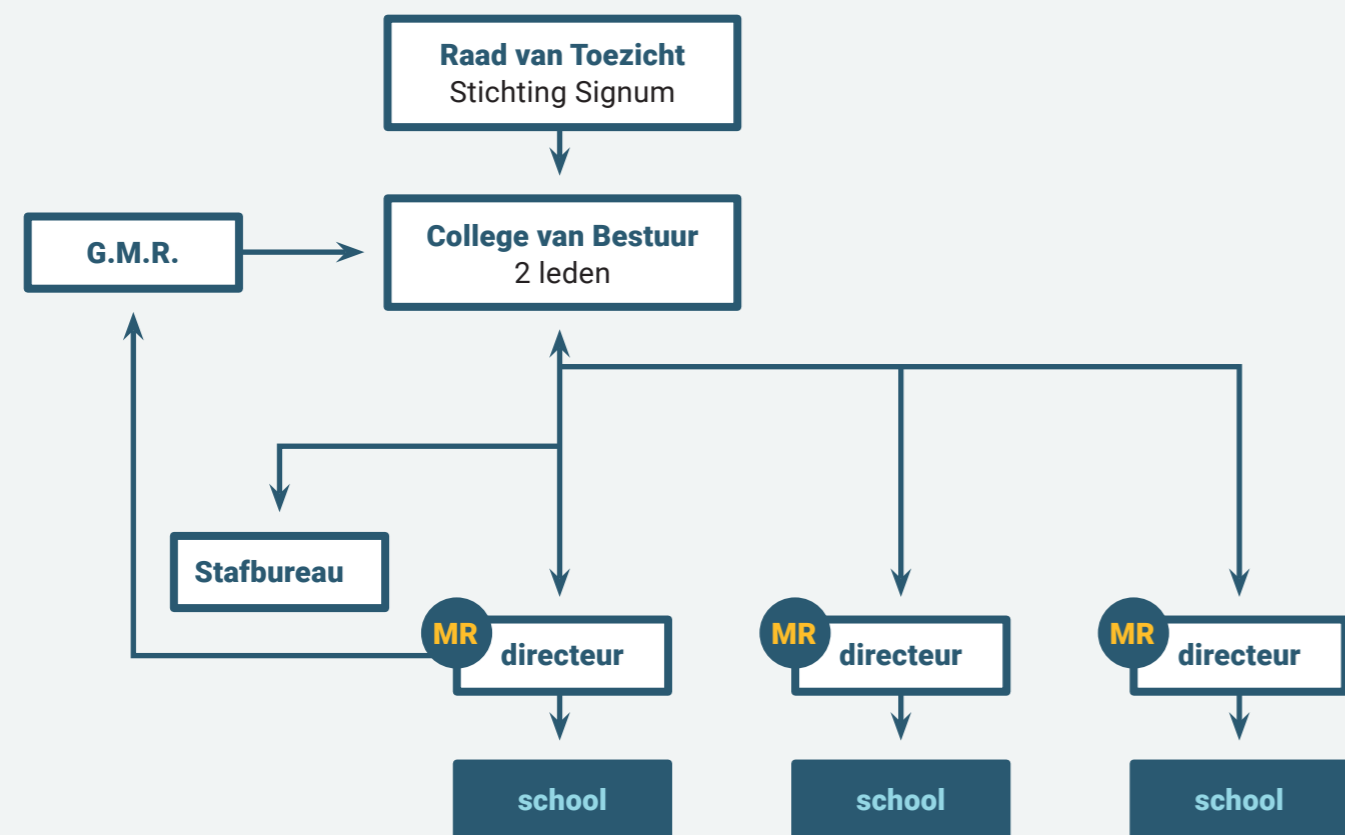 Raad van Toezicht
Stichting Signum
G.M.R.
College van Bestuur
2 leden
Stafbureau
MR
directeur
MR
directeur
MR
directeur
school
school
school